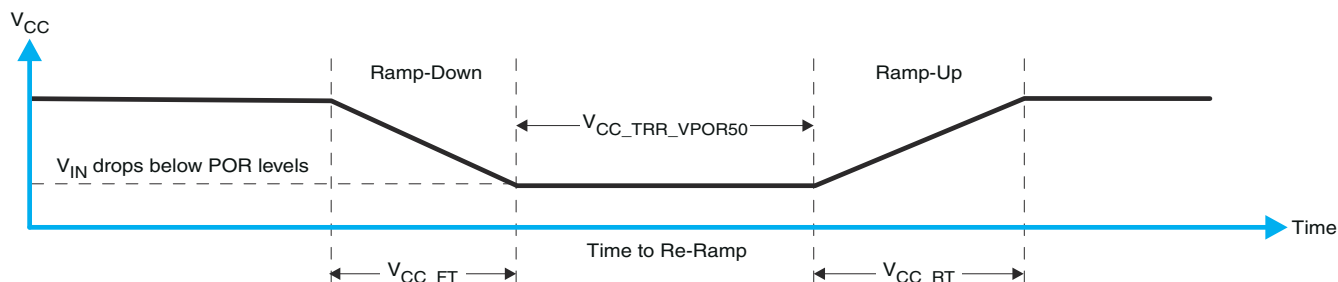 VCC
Ramp-Down
Ramp-Up
VCC_TRR_VPOR50
VIN drops below POR levels
Time
Time to Re-Ramp
VCC_FT
VCC_RT